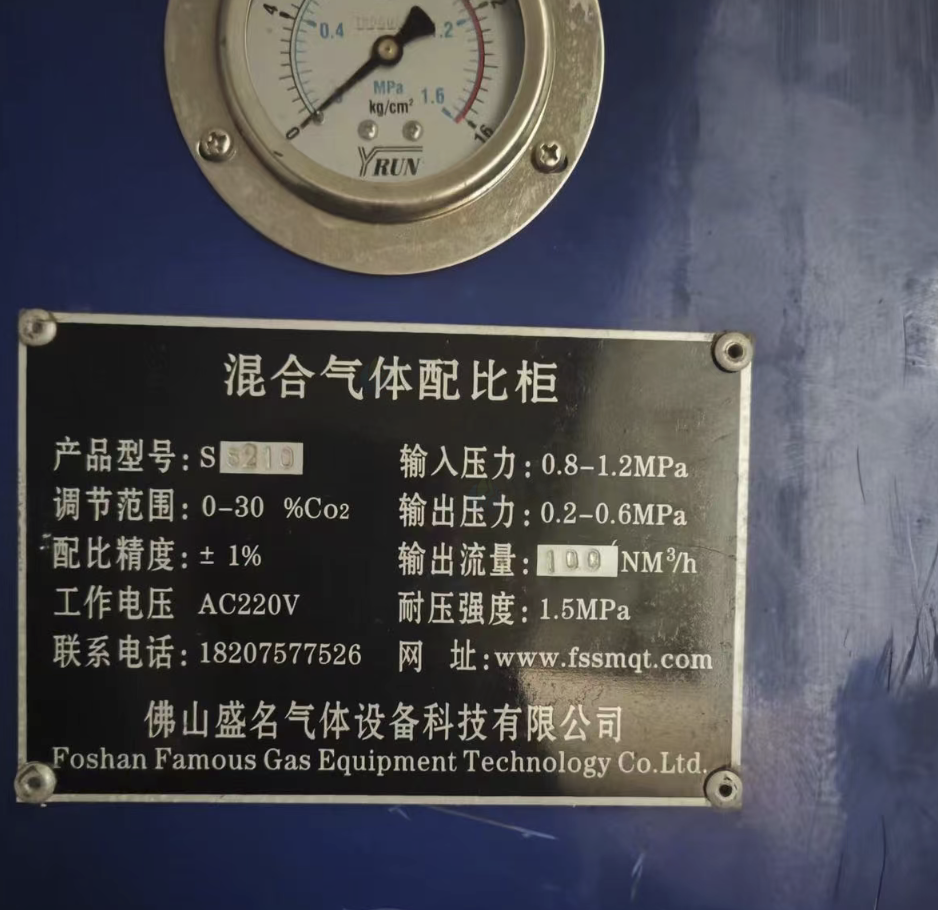 4
0.4
1.2
MPa
kg/cm²
1.6
0
16
YRUN
混合气体配比柜
产品型号:S 6210
输入压力:0.8-1.2MPa
调节范围:0-30 %Co2
输出压力:0.2-0.6MPa
配比精度:± 1%
输出流量:100 NM³/h
工作电压 AC220V
耐压强度:1.5MPa
联系电话:18207577526
网 址:www.fssmqt.com
佛山盛名气体设备科技有限公司
Foshan Famous Gas Equipment Technology Co.Ltd.